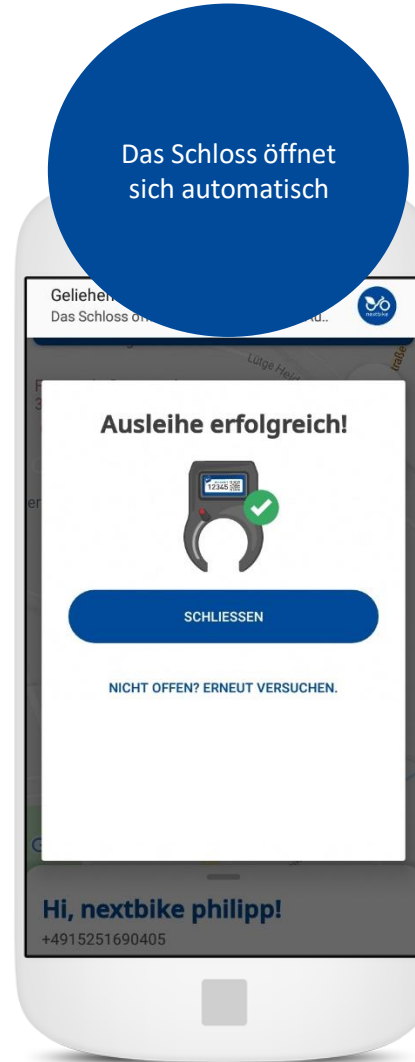 Das Schloss öffnet
sich automatisch
Geliehen
Das Schloss
nextbike
Lütge
Ausleihe erfolgreich!
12345
SCHLIESSEN
NICHT OFFEN? ERNEUT VERSUCHEN.
Hi, nextbike philipp!
+4915251690405